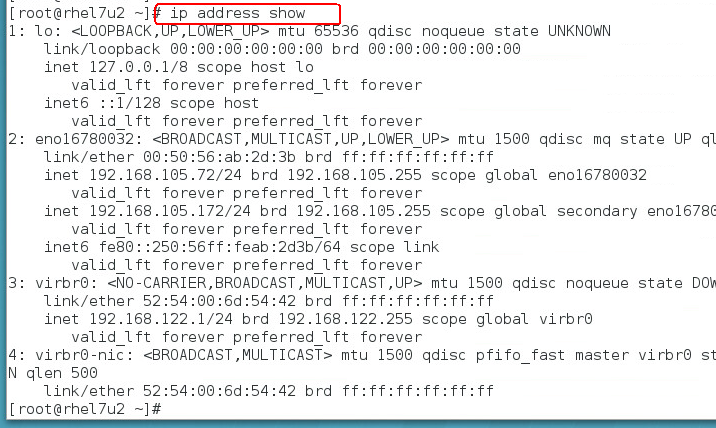 [root@rhel7u2 ~]# ip address show
1: lo: <LOOPBACK,UP,LOWER_UP> mtu 65536 qdisc noqueue state UNKNOWN
link/loopback 00:00:00:00:00:00 brd 00:00:00:00:00:00
inet 127.0.0.1/8 scope host lo
valid_lft forever preferred_lft forever
inet6 ::1/128 scope host
valid_lft forever preferred_lft forever
2: eno16780032: <BROADCAST,MULTICAST,UP,LOWER_UP> mtu 1500 qdisc mq state UP ql
link/ether 00:50:56:ab:2d:3b brd ff:ff:ff:ff:ff:ff
inet 192.168.105.72/24 brd 192.168.105.255 scope global eno16780032
valid_lft forever preferred_lft forever
inet 192.168.105.172/24 brd 192.168.105.255 scope global secondary eno16780
valid_lft forever preferred_lft forever
inet6 fe80::250:56ff:feab:2d3b/64 scope link
valid_lft forever preferred_lft forever
3: virbr0: <NO-CARRIER,BROADCAST,MULTICAST,UP> mtu 1500 qdisc noqueue state DOW
link/ether 52:54:00:6d:54:42 brd ff:ff:ff:ff:ff:ff
inet 192.168.122.1/24 brd 192.168.122.255 scope global virbr0
valid_lft forever preferred_lft forever
4: virbr0-nic: <BROADCAST,MULTICAST> mtu 1500 qdisc pfifo_fast master virbr0 st
N qlen 500
link/ether 52:54:00:6d:54:42 brd ff:ff:ff:ff:ff:ff
[root@rhel7u2 ~]#